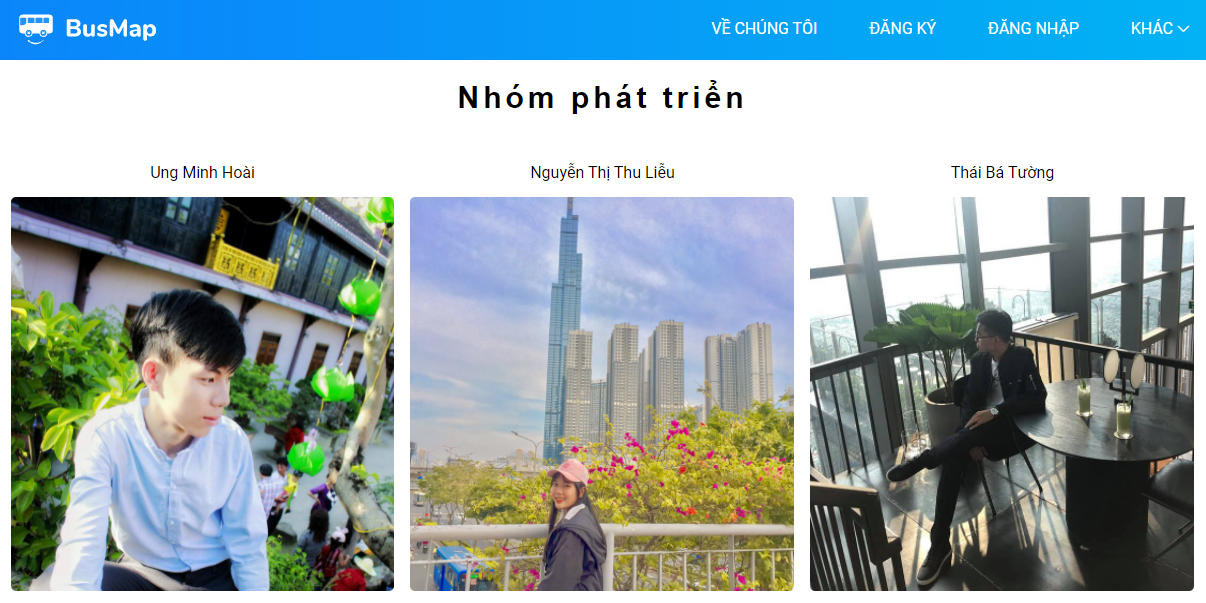 BusMap
VỀ CHÚNG TÔI ĐĂNG KÝ ĐĂNG NHẬP KHÁC
Nhóm phát triển
Ung Minh Hoài Nguyễn Thị Thu Liễu Thái Bá Tường